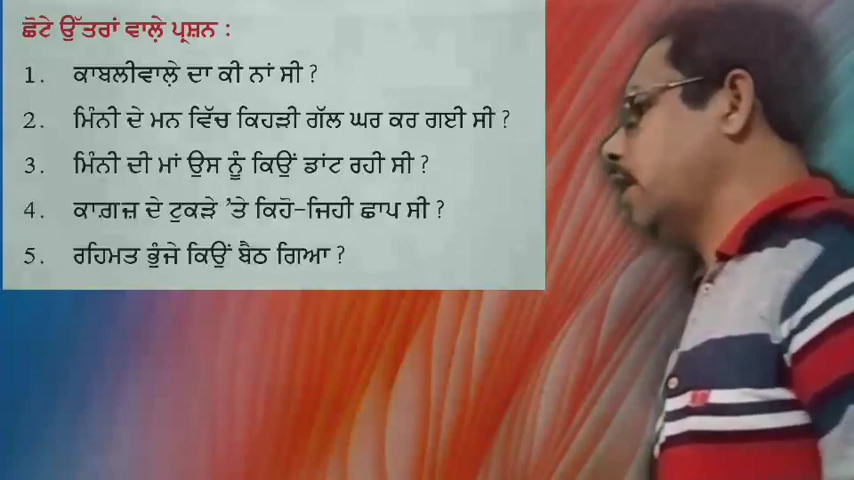 ਛੋਟੇ ਉੱਤਰਾਂ ਵਾਲ਼ੇ ਪ੍ਰਸ਼ਨ :
1. ਕਾਬਲੀਵਾਲ਼ੇ ਦਾ ਕੀ ਨਾਂ ਸੀ ?
2. ਮਿੰਨੀ ਦੇ ਮਨ ਵਿੱਚ ਕਿਹੜੀ ਗੱਲ ਘਰ ਕਰ ਗਈ ਸੀ ?
3. ਮਿੰਨੀ ਦੀ ਮਾਂ ਉਸ ਨੂੰ ਕਿਉਂ ਡਾਂਟ ਰਹੀ ਸੀ ?
4. ਕਾਗ਼ਜ਼ ਦੇ ਟੁਕੜੇ 'ਤੇ ਕਿਹੋ-ਜਿਹੀ ਛਾਪ ਸੀ ?
5. ਰਹਿਮਤ ਭੁੰਜੇ ਕਿਉਂ ਬੈਠ ਗਿਆ ?